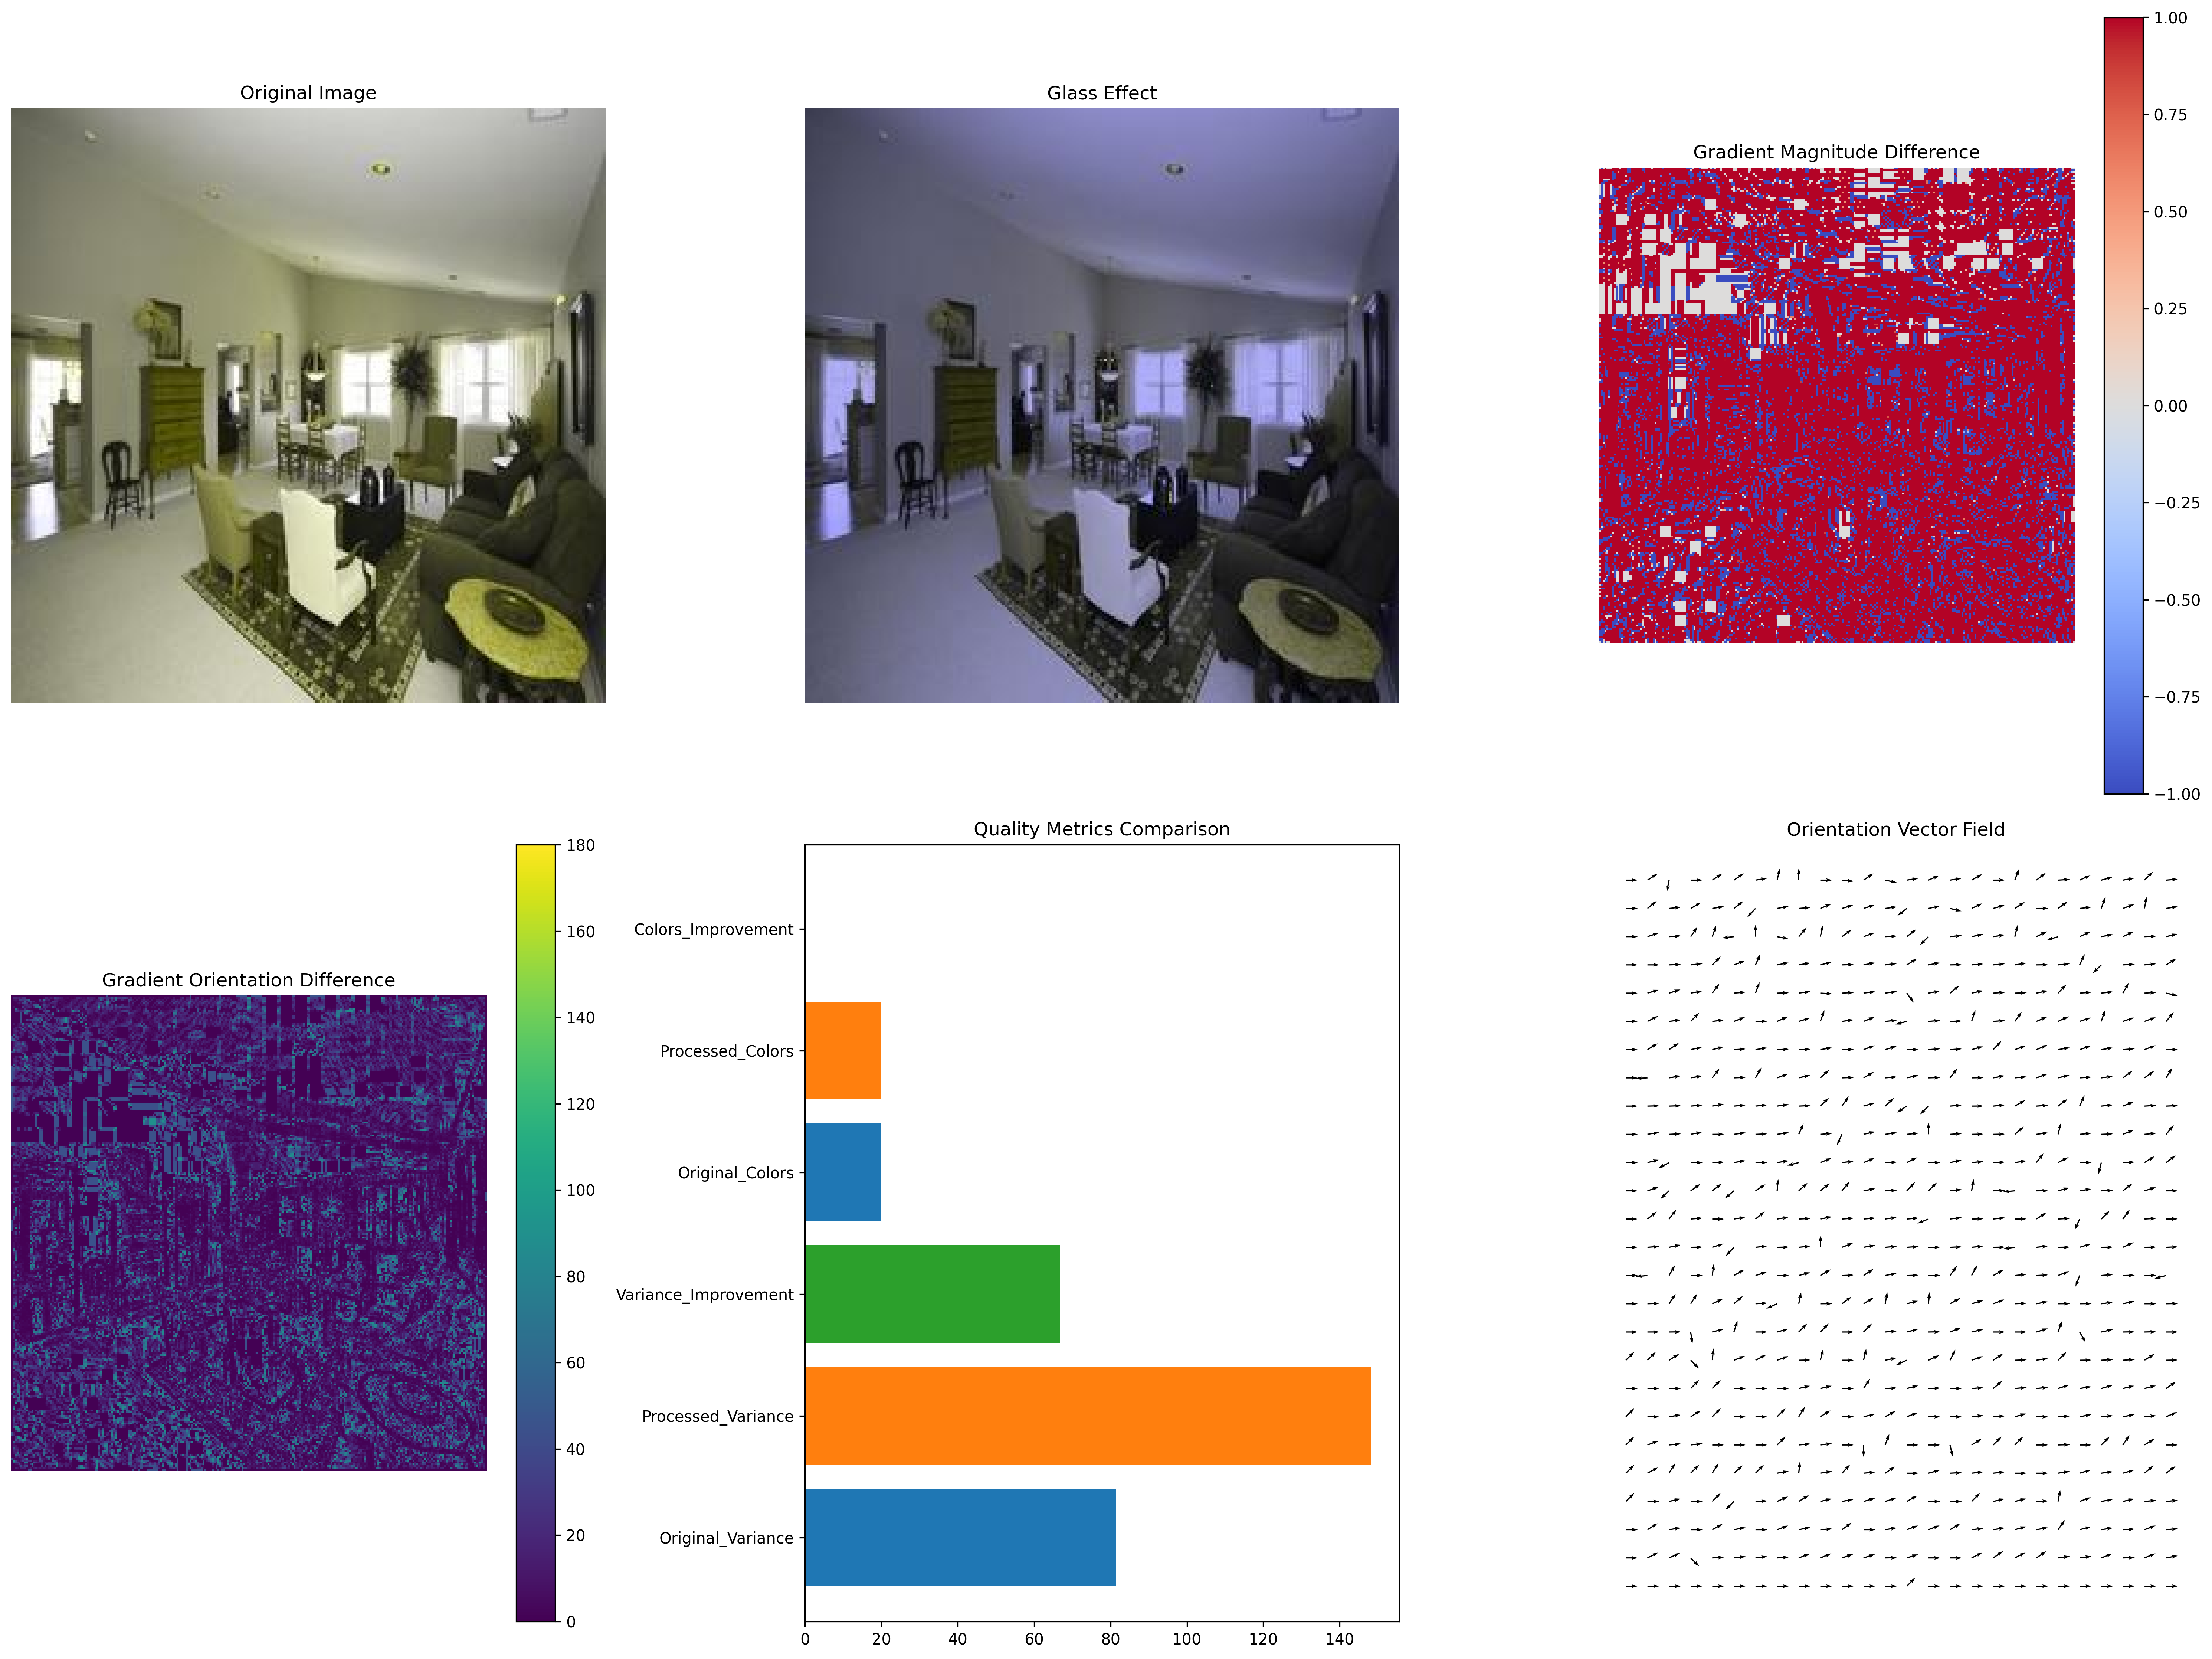 Original Image
Glass Effect
Gradient Magnitude Difference
1.00
0.75
0.50
0.25
0.00
−0.25
−0.50
−0.75
−1.00
Gradient Orientation Difference
180
160
140
120
100
80
60
40
20
0
Quality Metrics Comparison
Colors_Improvement
Processed_Colors
Original_Colors
Variance_Improvement
Processed_Variance
Original_Variance
0 20 40 60 80 100 120 140
Orientation Vector Field